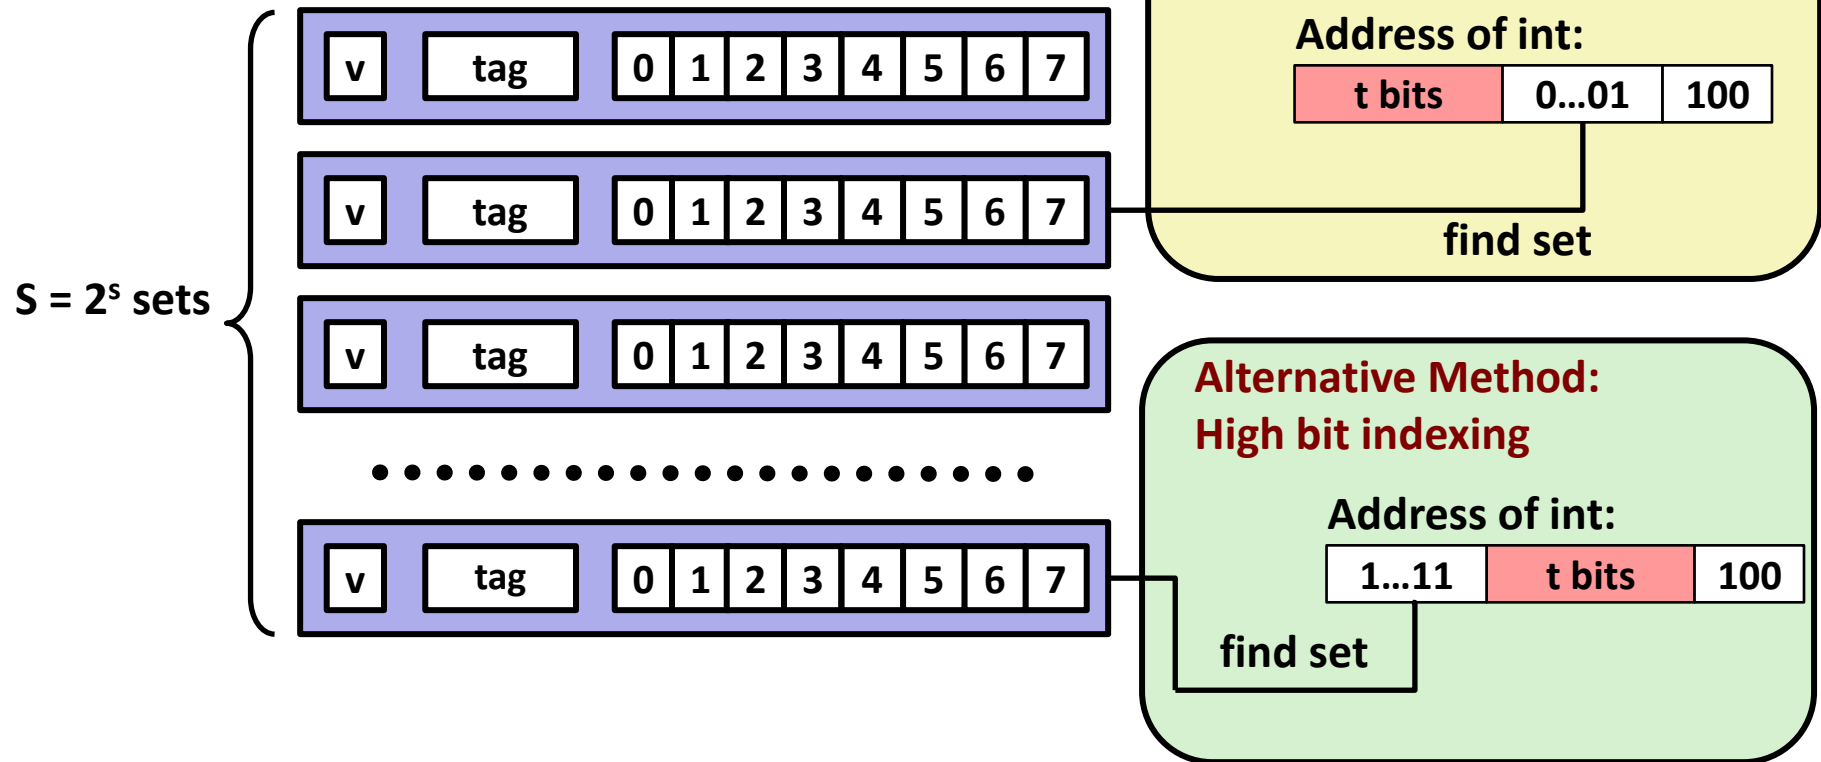 v tag 0 1 2 3 4 5 6 7
Address of int:
t bits 0...01 100
v tag 0 1 2 3 4 5 6 7
find set
S = 2ˢ sets
v tag 0 1 2 3 4 5 6 7
Alternative Method:
High bit indexing
Address of int:
v tag 0 1 2 3 4 5 6 7
1...11 t bits 100
find set